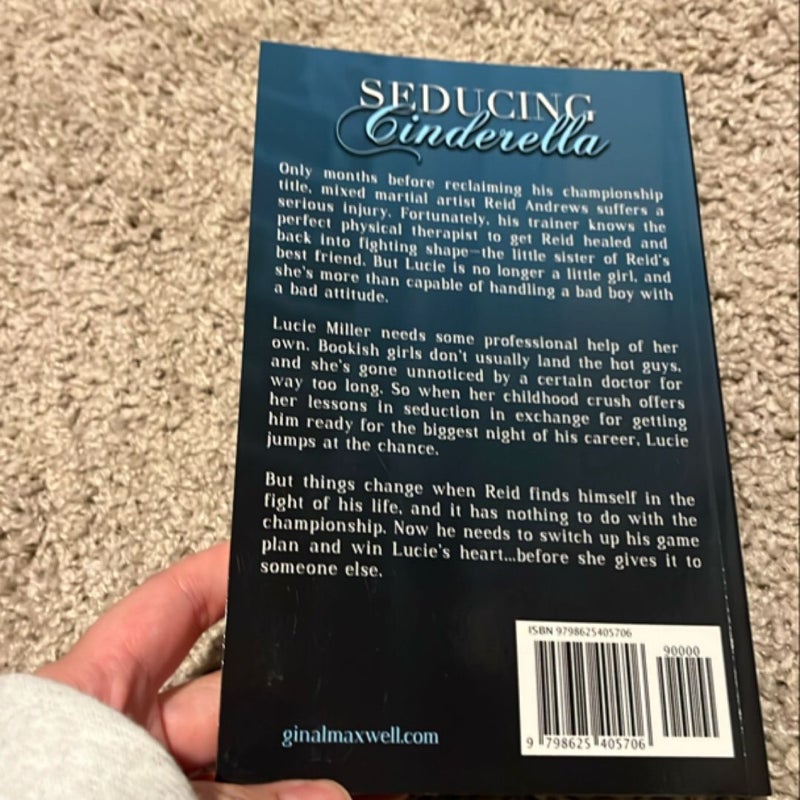 SEDUCING
Cinderella
Only months before reclaiming his championship
title, mixed martial artist Reid Andrews suffers a
serious injury. Fortunately, his trainer knows the
perfect physical therapist to get Reid healed and
back into fighting shape—the little sister of Reid's
best friend. But Lucie is no longer a little girl, and
she's more than capable of handling a bad boy with
a bad attitude.
Lucie Miller needs some professional help of her
own. Bookish girls don't usually land the hot guys,
and she's gone unnoticed by a certain doctor for
way too long. So when her childhood crush offers
her lessons in seduction in exchange for getting
him ready for the biggest night of his career, Lucie
jumps at the chance.
But things change when Reid finds himself in the
fight of his life, and it has nothing to do with the
championship. Now he needs to switch up his game
plan and win Lucie's heart...before she gives it to
someone else.
ISBN 9798625405706
90000
9 798625 405706
ginalmaxwell.com